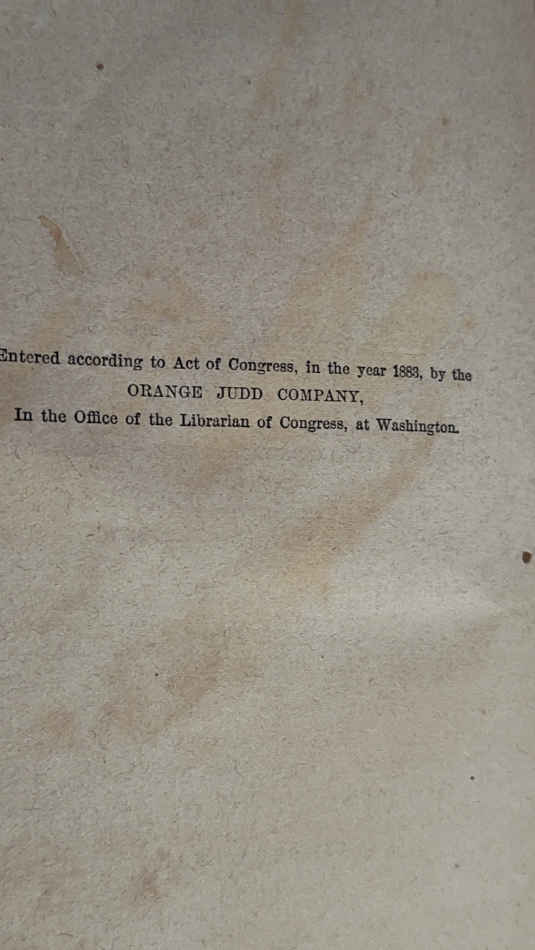 Entered according to Act of Congress, in the year 1883, by the
ORANGE JUDD COMPANY,
In the Office of the Librarian of Congress, at Washington.